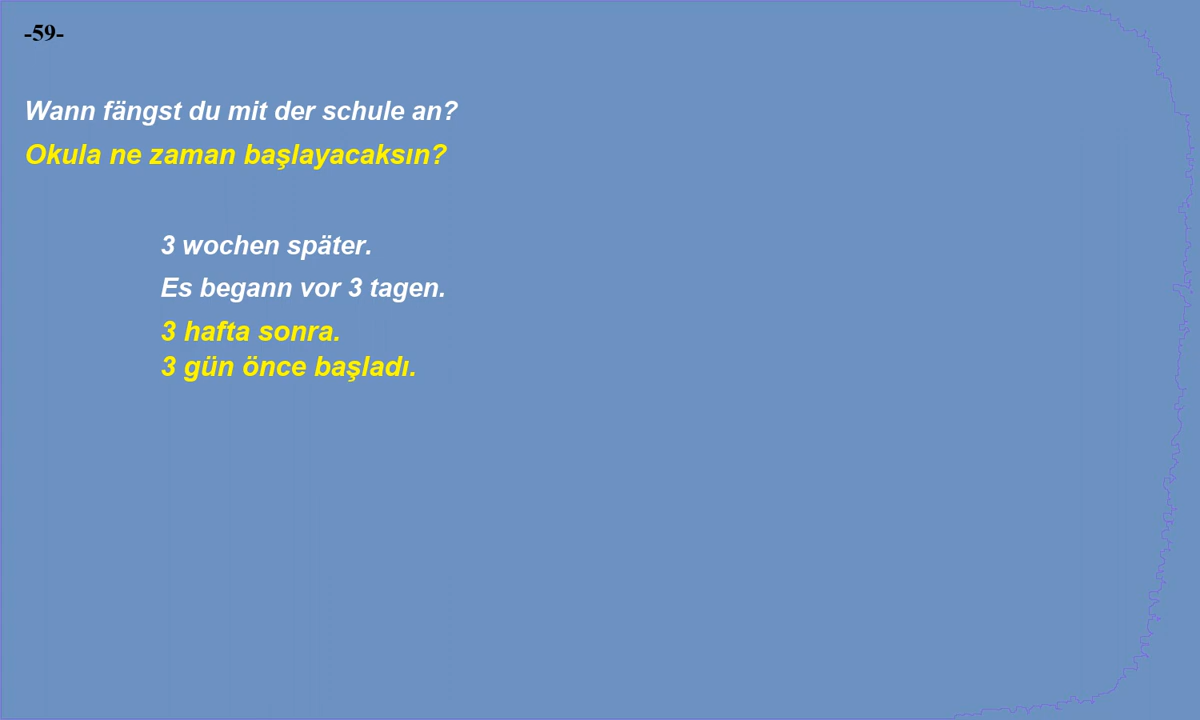 -59-
Wann fängst du mit der schule an?
Okula ne zaman başlayacaksın?
3 wochen später.
Es begann vor 3 tagen.
3 hafta sonra.
3 gün önce başladı.